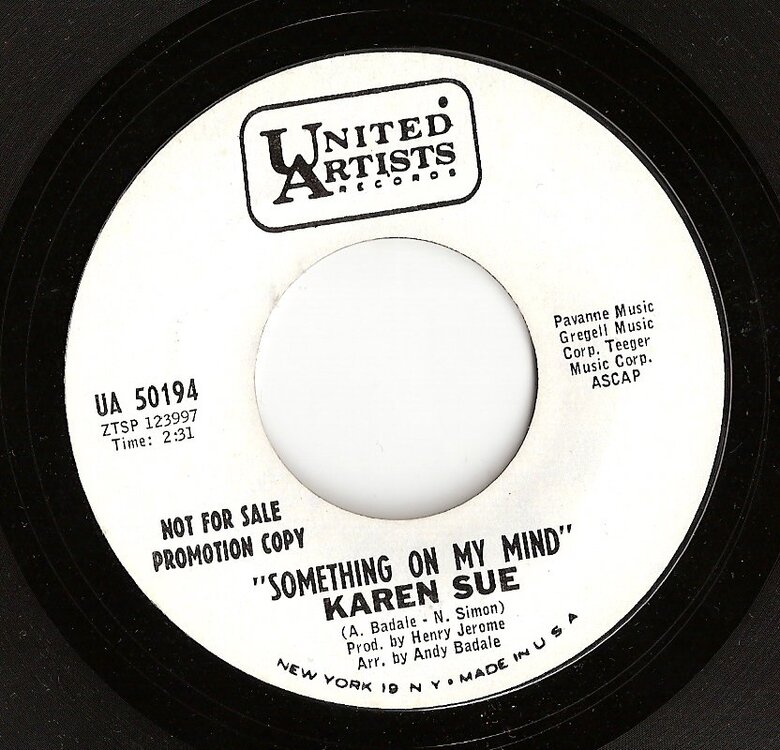 UNITED
ARTISTS
RECORDS
Pavanne Music
Gregell Music
Corp. Teeger
Music Corp.
ASCAP
UA 50194
ZTSP 123997
Time: 2:31
NOT FOR SALE
PROMOTION COPY
"SOMETHING ON MY MIND"
KAREN SUE
(A. Badale - N. Simon)
Prod. by Henry Jerome
Arr. by Andy Badale
NEW YORK 19 N Y • MADE IN U S A